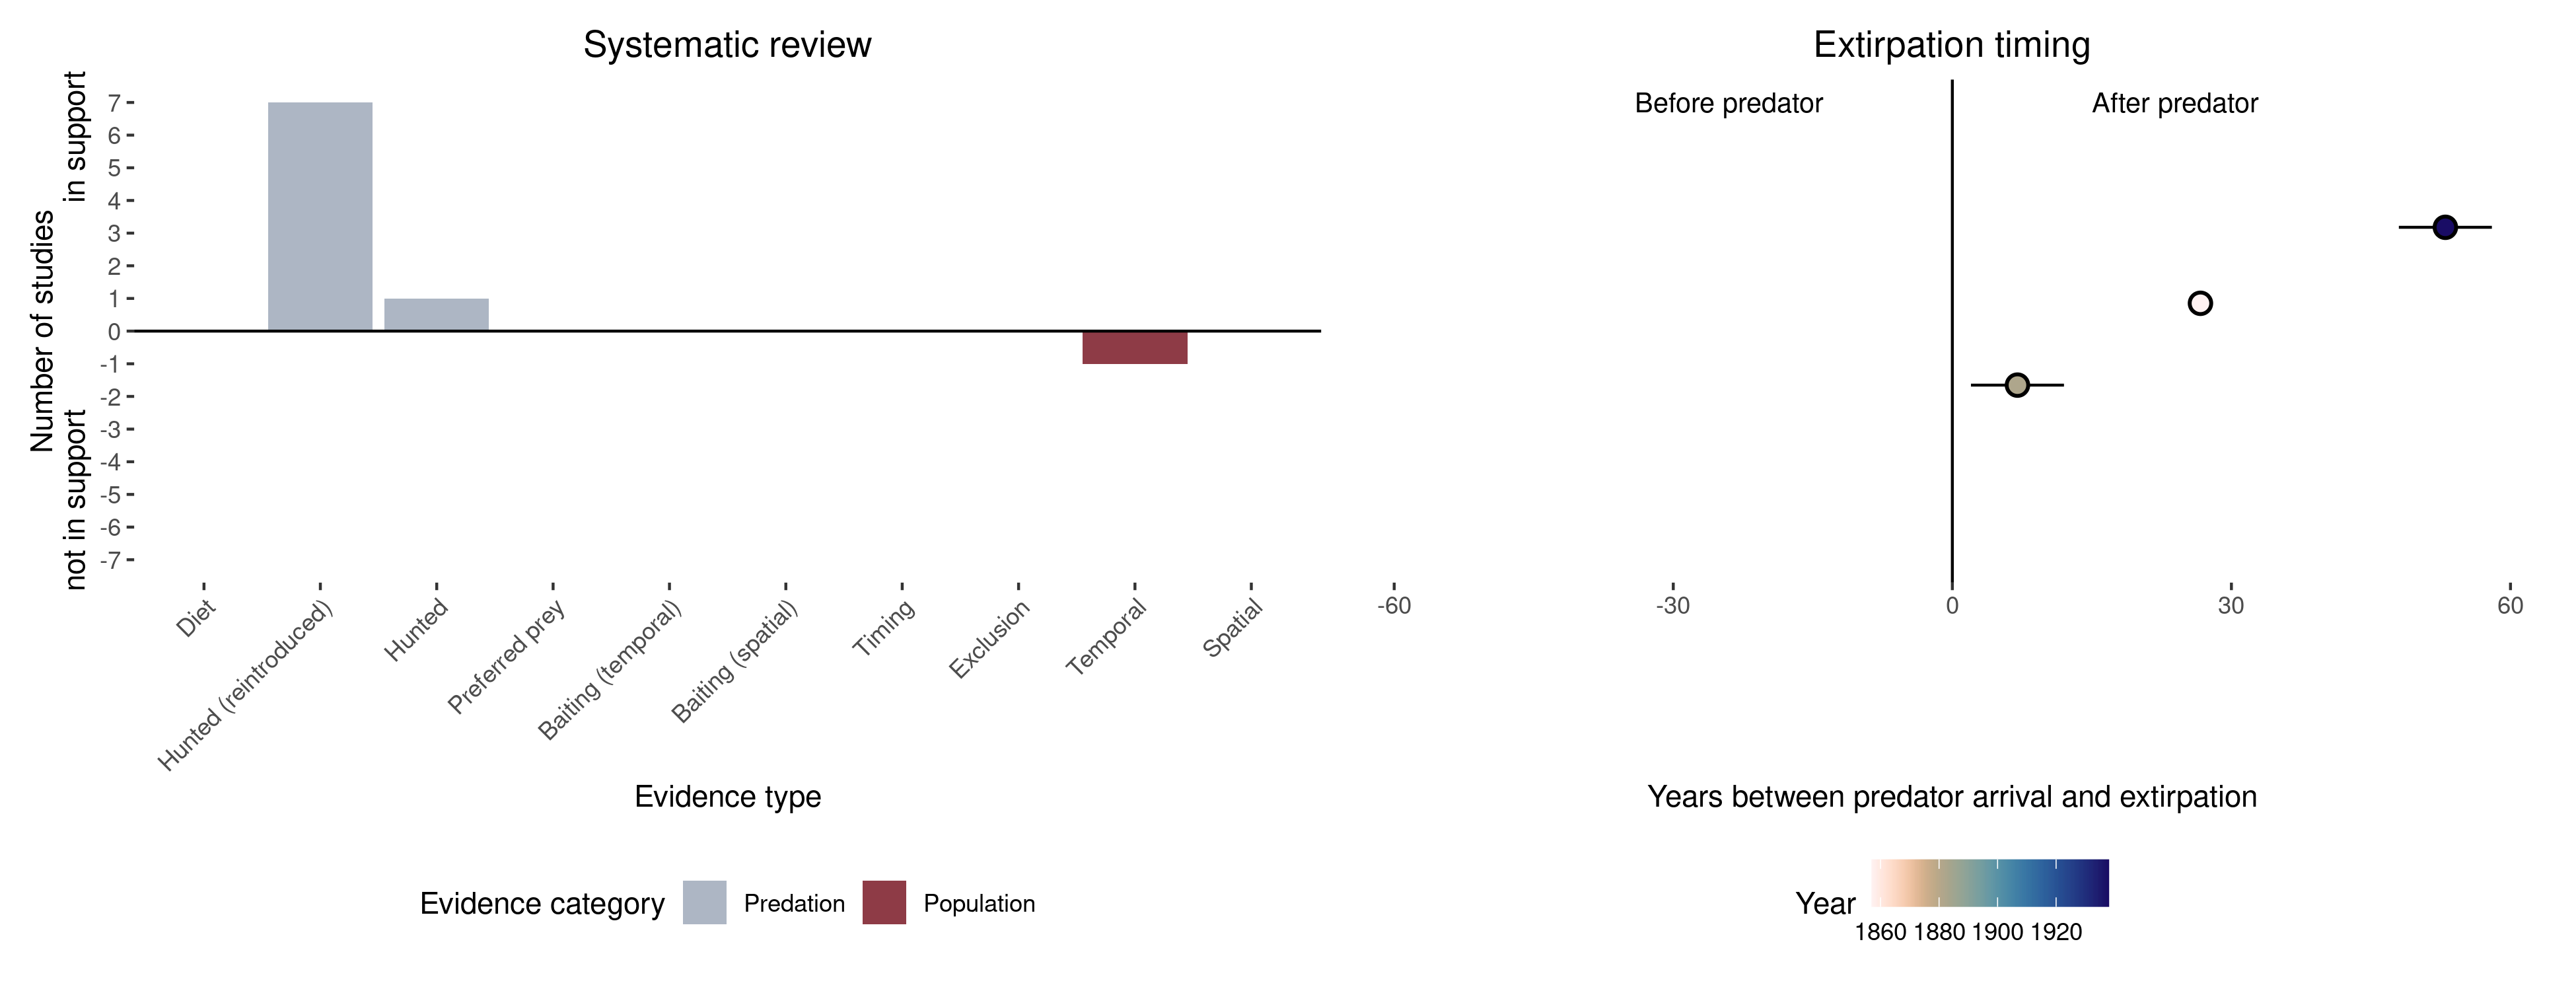 Systematic review
Number of studies
not in support
in support
7
6
5
4
3
2
1
0
-1
-2
-3
-4
-5
-6
-7
Diet
Hunted (reintroduced)
Hunted
Preferred prey
Baiting (temporal)
Baiting (spatial)
Timing
Exclusion
Temporal
Spatial
Evidence type
Evidence category
Predation
Population
Extirpation timing
Before predator
After predator
-60
-30
0
30
60
Years between predator arrival and extirpation
Year
1860 1880 1900 1920